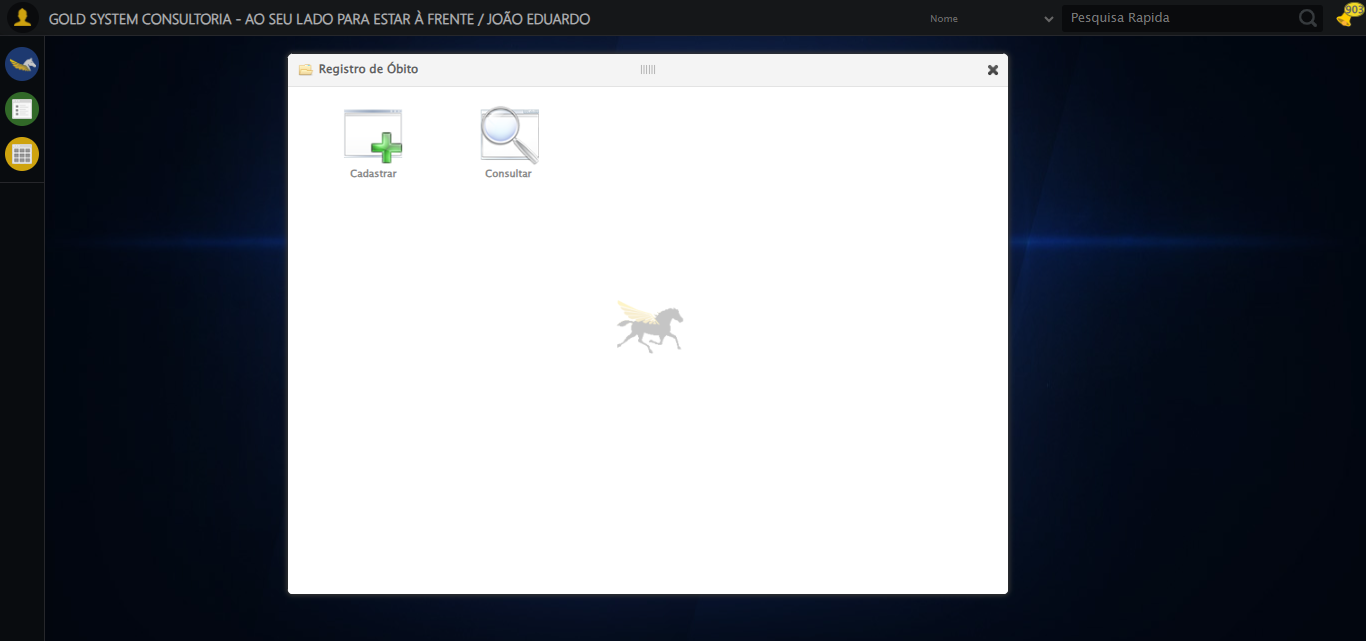 GOLD SYSTEM CONSULTORIA - AO SEU LADO PARA ESTAR À FRENTE / JOÃO EDUARDO
Nome
Pesquisa Rapida
903
Registro de Óbito
Cadastrar
Consultar